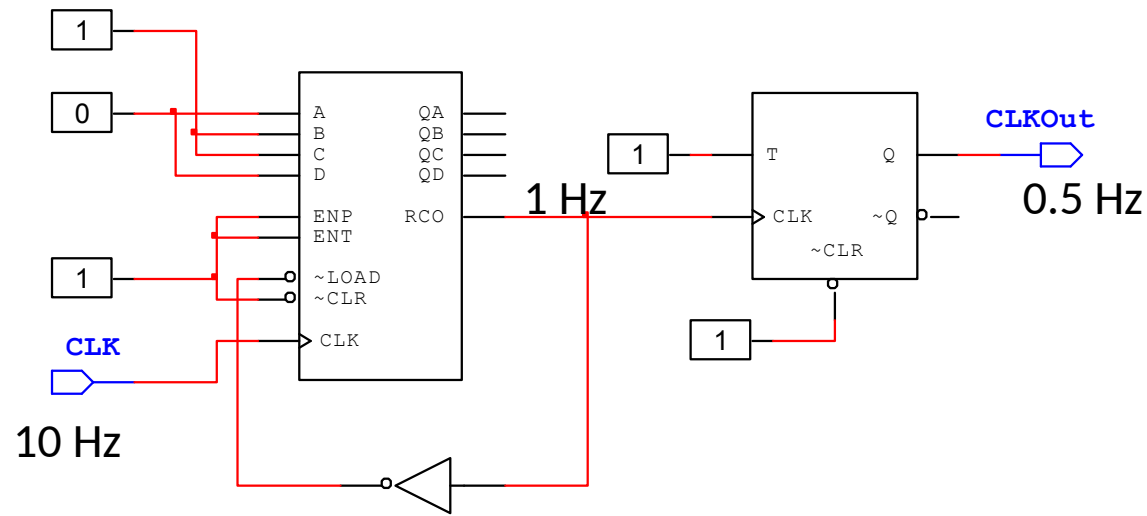 1
0
A
B
C
D
ENP
ENT
~LOAD
~CLR
CLK
QA
QB
QC
QD
RCO
1
CLK
10 Hz
1 Hz
1
T
CLK
Q
~Q
~CLR
1
CLKOut
0.5 Hz